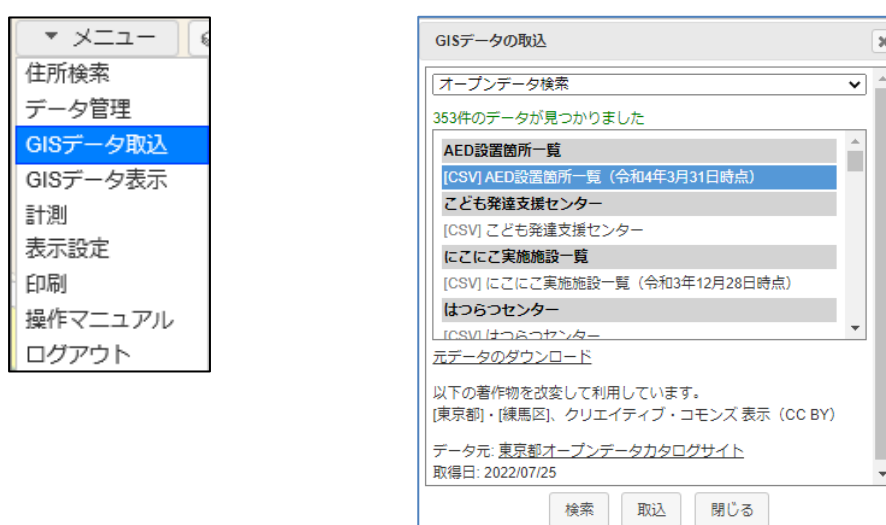 ▼ メニュー
住所検索
データ管理
GISデータ取込
GISデータ表示
計測
表示設定
印刷
操作マニュアル
ログアウト
GISデータの取込
オープンデータ検索
353件のデータが見つかりました
AED設置箇所一覧
[CSV] AED設置箇所一覧（令和4年3月31日時点）
こども発達支援センター
[CSV] こども発達支援センター
にこにこ実施施設一覧
[CSV] にこにこ実施施設一覧（令和3年12月28日時点）
はつらつセンター
[CSV] はつらつセンター
元データのダウンロード
以下の著作物を改変して利用しています。
[東京都]・[練馬区]、クリエイティブ・コモンズ 表示（CC BY）
データ元: 東京都オープンデータカタログサイト
取得日: 2022/07/25
検索 取込 閉じる